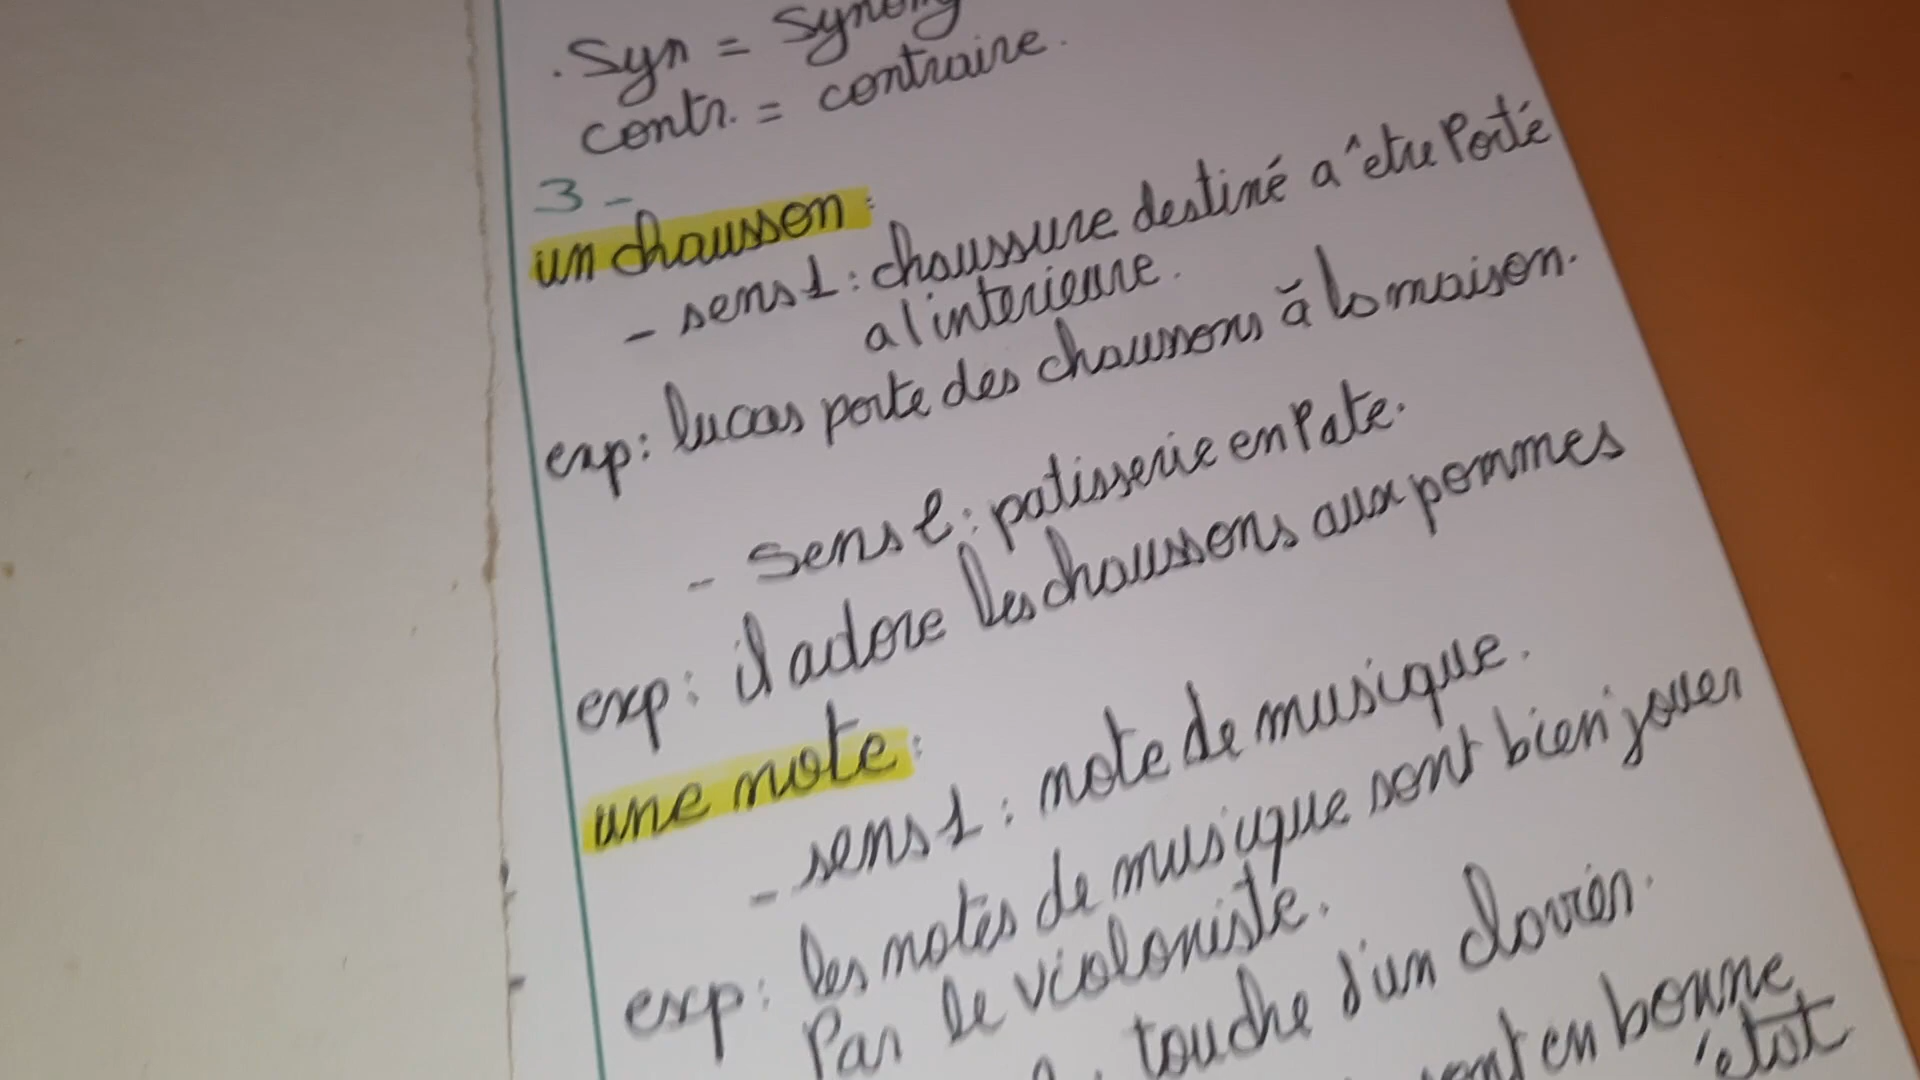 . Syn =
contr. = contraire.
3 -
un chausson :
- sens 1 : chaussure destiné a être Porté
a l interieure.
exp : lucas porte des chaussons à la maison.
- sens 2 : patisserie en Pate.
exp : il adore les chaussons aux pommes
une note :
- sens 1 : note de musique.
exp : les notes de musique sont bien jouer
Par le violoniste.
touche d'un clavier.
en bonne
état